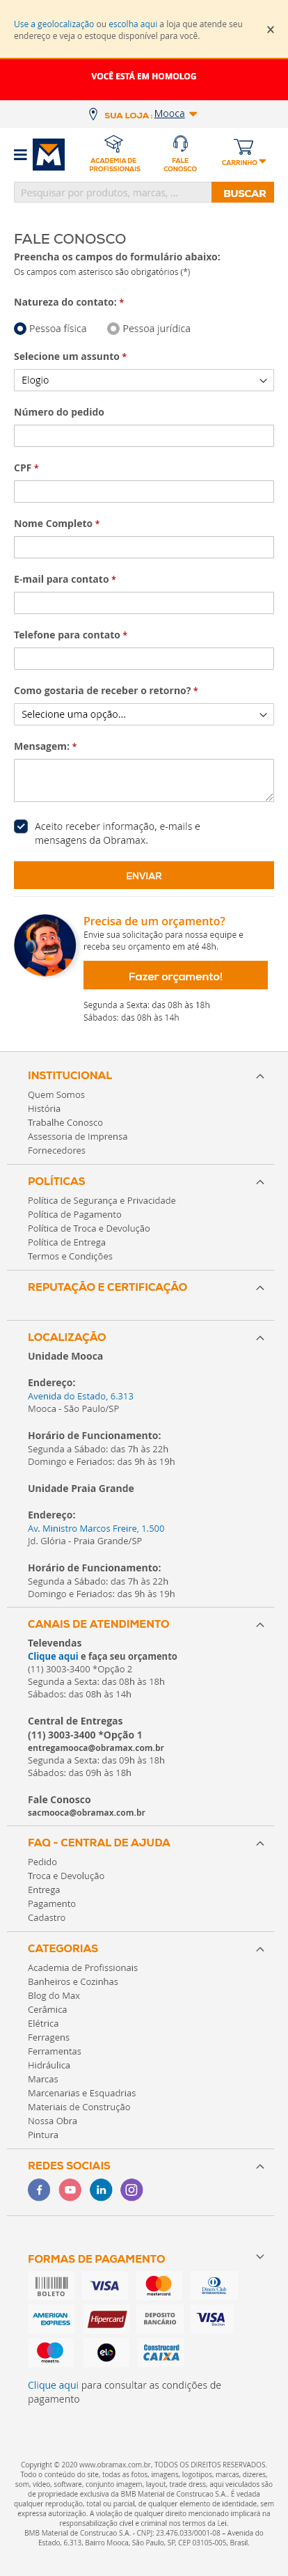 Use a geolocalização ou escolha aqui a loja que atende seu
endereço e veja o estoque disponível para você.
×
VOCÊ ESTÁ EM HOMOLOG
SUA LOJA : Mooca
ACADEMIA DE
PROFISSIONAIS
FALE
CONOSCO
CARRINHO
Pesquisar por produtos, marcas, ...
BUSCAR
FALE CONOSCO
Preencha os campos do formulário abaixo:
Os campos com asterisco são obrigatórios (*)
Natureza do contato: *
Pessoa física
Pessoa jurídica
Selecione um assunto *
Elogio
Número do pedido
CPF *
Nome Completo *
E-mail para contato *
Telefone para contato *
Como gostaria de receber o retorno? *
Selecione uma opção...
Mensagem: *
Aceito receber informação, e-mails e
mensagens da Obramax.
ENVIAR
Precisa de um orçamento?
Envie sua solicitação para nossa equipe e
receba seu orçamento em até 48h.
Fazer orçamento!
Segunda a Sexta: das 08h às 18h
Sábados: das 08h às 14h
INSTITUCIONAL
Quem Somos
História
Trabalhe Conosco
Assessoria de Imprensa
Fornecedores
POLÍTICAS
Política de Segurança e Privacidade
Política de Pagamento
Política de Troca e Devolução
Política de Entrega
Termos e Condições
REPUTAÇÃO E CERTIFICAÇÃO
LOCALIZAÇÃO
Unidade Mooca
Endereço:
Avenida do Estado, 6.313
Mooca - São Paulo/SP
Horário de Funcionamento:
Segunda a Sábado: das 7h às 22h
Domingo e Feriados: das 9h às 19h
Unidade Praia Grande
Endereço:
Av. Ministro Marcos Freire, 1.500
Jd. Glória - Praia Grande/SP
Horário de Funcionamento:
Segunda a Sábado: das 7h às 22h
Domingo e Feriados: das 9h às 19h
CANAIS DE ATENDIMENTO
Televendas
Clique aqui e faça seu orçamento
(11) 3003-3400 *Opção 2
Segunda a Sexta: das 08h às 18h
Sábados: das 08h às 14h
Central de Entregas
(11) 3003-3400 *Opção 1
entregamooca@obramax.com.br
Segunda a Sexta: das 09h às 18h
Sábados: das 09h às 18h
Fale Conosco
sacmooca@obramax.com.br
FAQ - CENTRAL DE AJUDA
Pedido
Troca e Devolução
Entrega
Pagamento
Cadastro
CATEGORIAS
Academia de Profissionais
Banheiros e Cozinhas
Blog do Max
Cerâmica
Elétrica
Ferragens
Ferramentas
Hidráulica
Marcas
Marcenarias e Esquadrias
Materiais de Construção
Nossa Obra
Pintura
REDES SOCIAIS
FORMAS DE PAGAMENTO
BOLETO
VISA
mastercard
Diners Club
INTERNATIONAL
AMERICAN
EXPRESS
Hipercard
DEPOSITO
BANCÁRIO
VISA
Electron
maestro
elo
Construcard
CAIXA
Clique aqui para consultar as condições de
pagamento
Copyright © 2020 www.obramax.com.br, TODOS OS DIREITOS RESERVADOS.
Todo o conteúdo do site, todas as fotos, imagens, logotipos, marcas, dizeres,
som, vídeo, software, conjunto imagem, layout, trade dress, aqui veiculados são
de propriedade exclusiva da BMB Material de Construcao S.A.. É vedada
qualquer reprodução, total ou parcial, de qualquer elemento de identidade, sem
expressa autorização. A violação de qualquer direito mencionado implicará na
responsabilização cível e criminal nos termos da Lei.
BMB Material de Construcao S.A. - CNPJ: 23.476.033/0001-08 – Avenida do
Estado, 6.313, Bairro Mooca, São Paulo, SP, CEP 03105-005, Brasil.